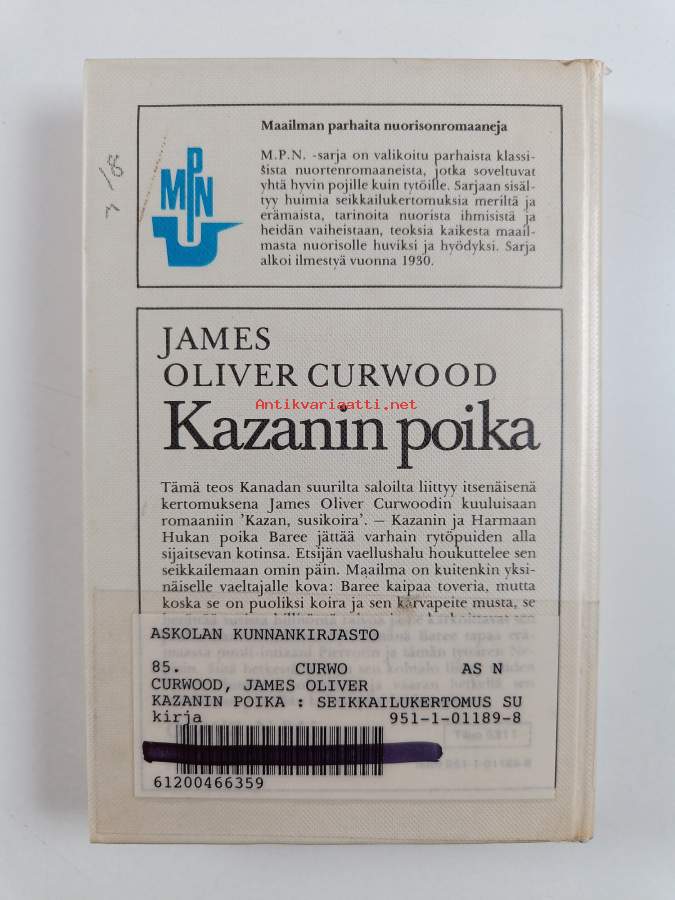 Maailman parhaita nuorisonromaaneja
M.P.N. -sarja on valikoitu parhaista klassi-
sista nuortenromaaneista, jotka soveltuvat
yhtä hyvin pojille kuin tytöille. Sarjaan sisäl-
tyy huimia seikkailukertomuksia meriltä ja
erämaista, tarinoita nuorista ihmisistä ja
heidän vaiheistaan, teoksia kaikesta maail-
masta nuorisolle huviksi ja hyödyksi. Sarja
alkoi ilmestyä vuonna 1930.
MPN
3/8
JAMES
OLIVER CURWOOD
Antikvariaatti.net
Kazanin poika
Tämä teos Kanadan suurilta saloilta liittyy itsenäisenä
kertomuksena James Oliver Curwoodin kuuluisaan
romaaniin 'Kazan, susikoira'. — Kazanin ja Harmaan
Hukan poika Baree jättää varhain rytöpuiden alla
sijaitsevan kotinsa. Etsijän vaellushalu houkuttelee sen
seikkailemaan omin päin. Maailma on kuitenkin yksi-
näiselle vaeltajalle kova: Baree kaipaa toveria, mutta
koska se on puoliksi koira ja sen karvapeite musta, se
ASKOLAN KUNNANKIRJASTO
85. CURWO AS N
CURWOOD, JAMES OLIVER
KAZANIN POIKA : SEIKKAILUKERTOMUS SU
kirja 951-1-01189-8
61200466359